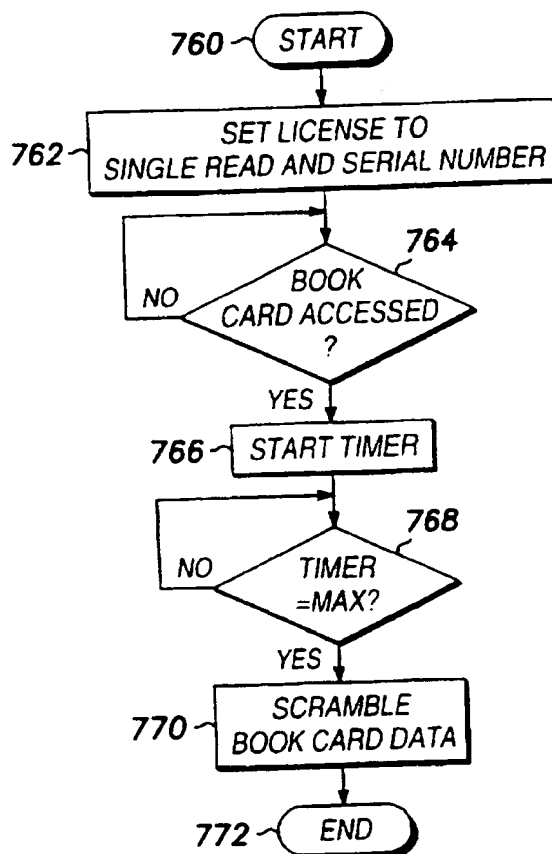 760
START
762
SET LICENSE TO
SINGLE READ AND SERIAL NUMBER
764
NO
BOOK
CARD ACCESSED
?
YES
766
START TIMER
768
NO
TIMER
=MAX?
YES
770
SCRAMBLE
BOOK CARD DATA
772
END